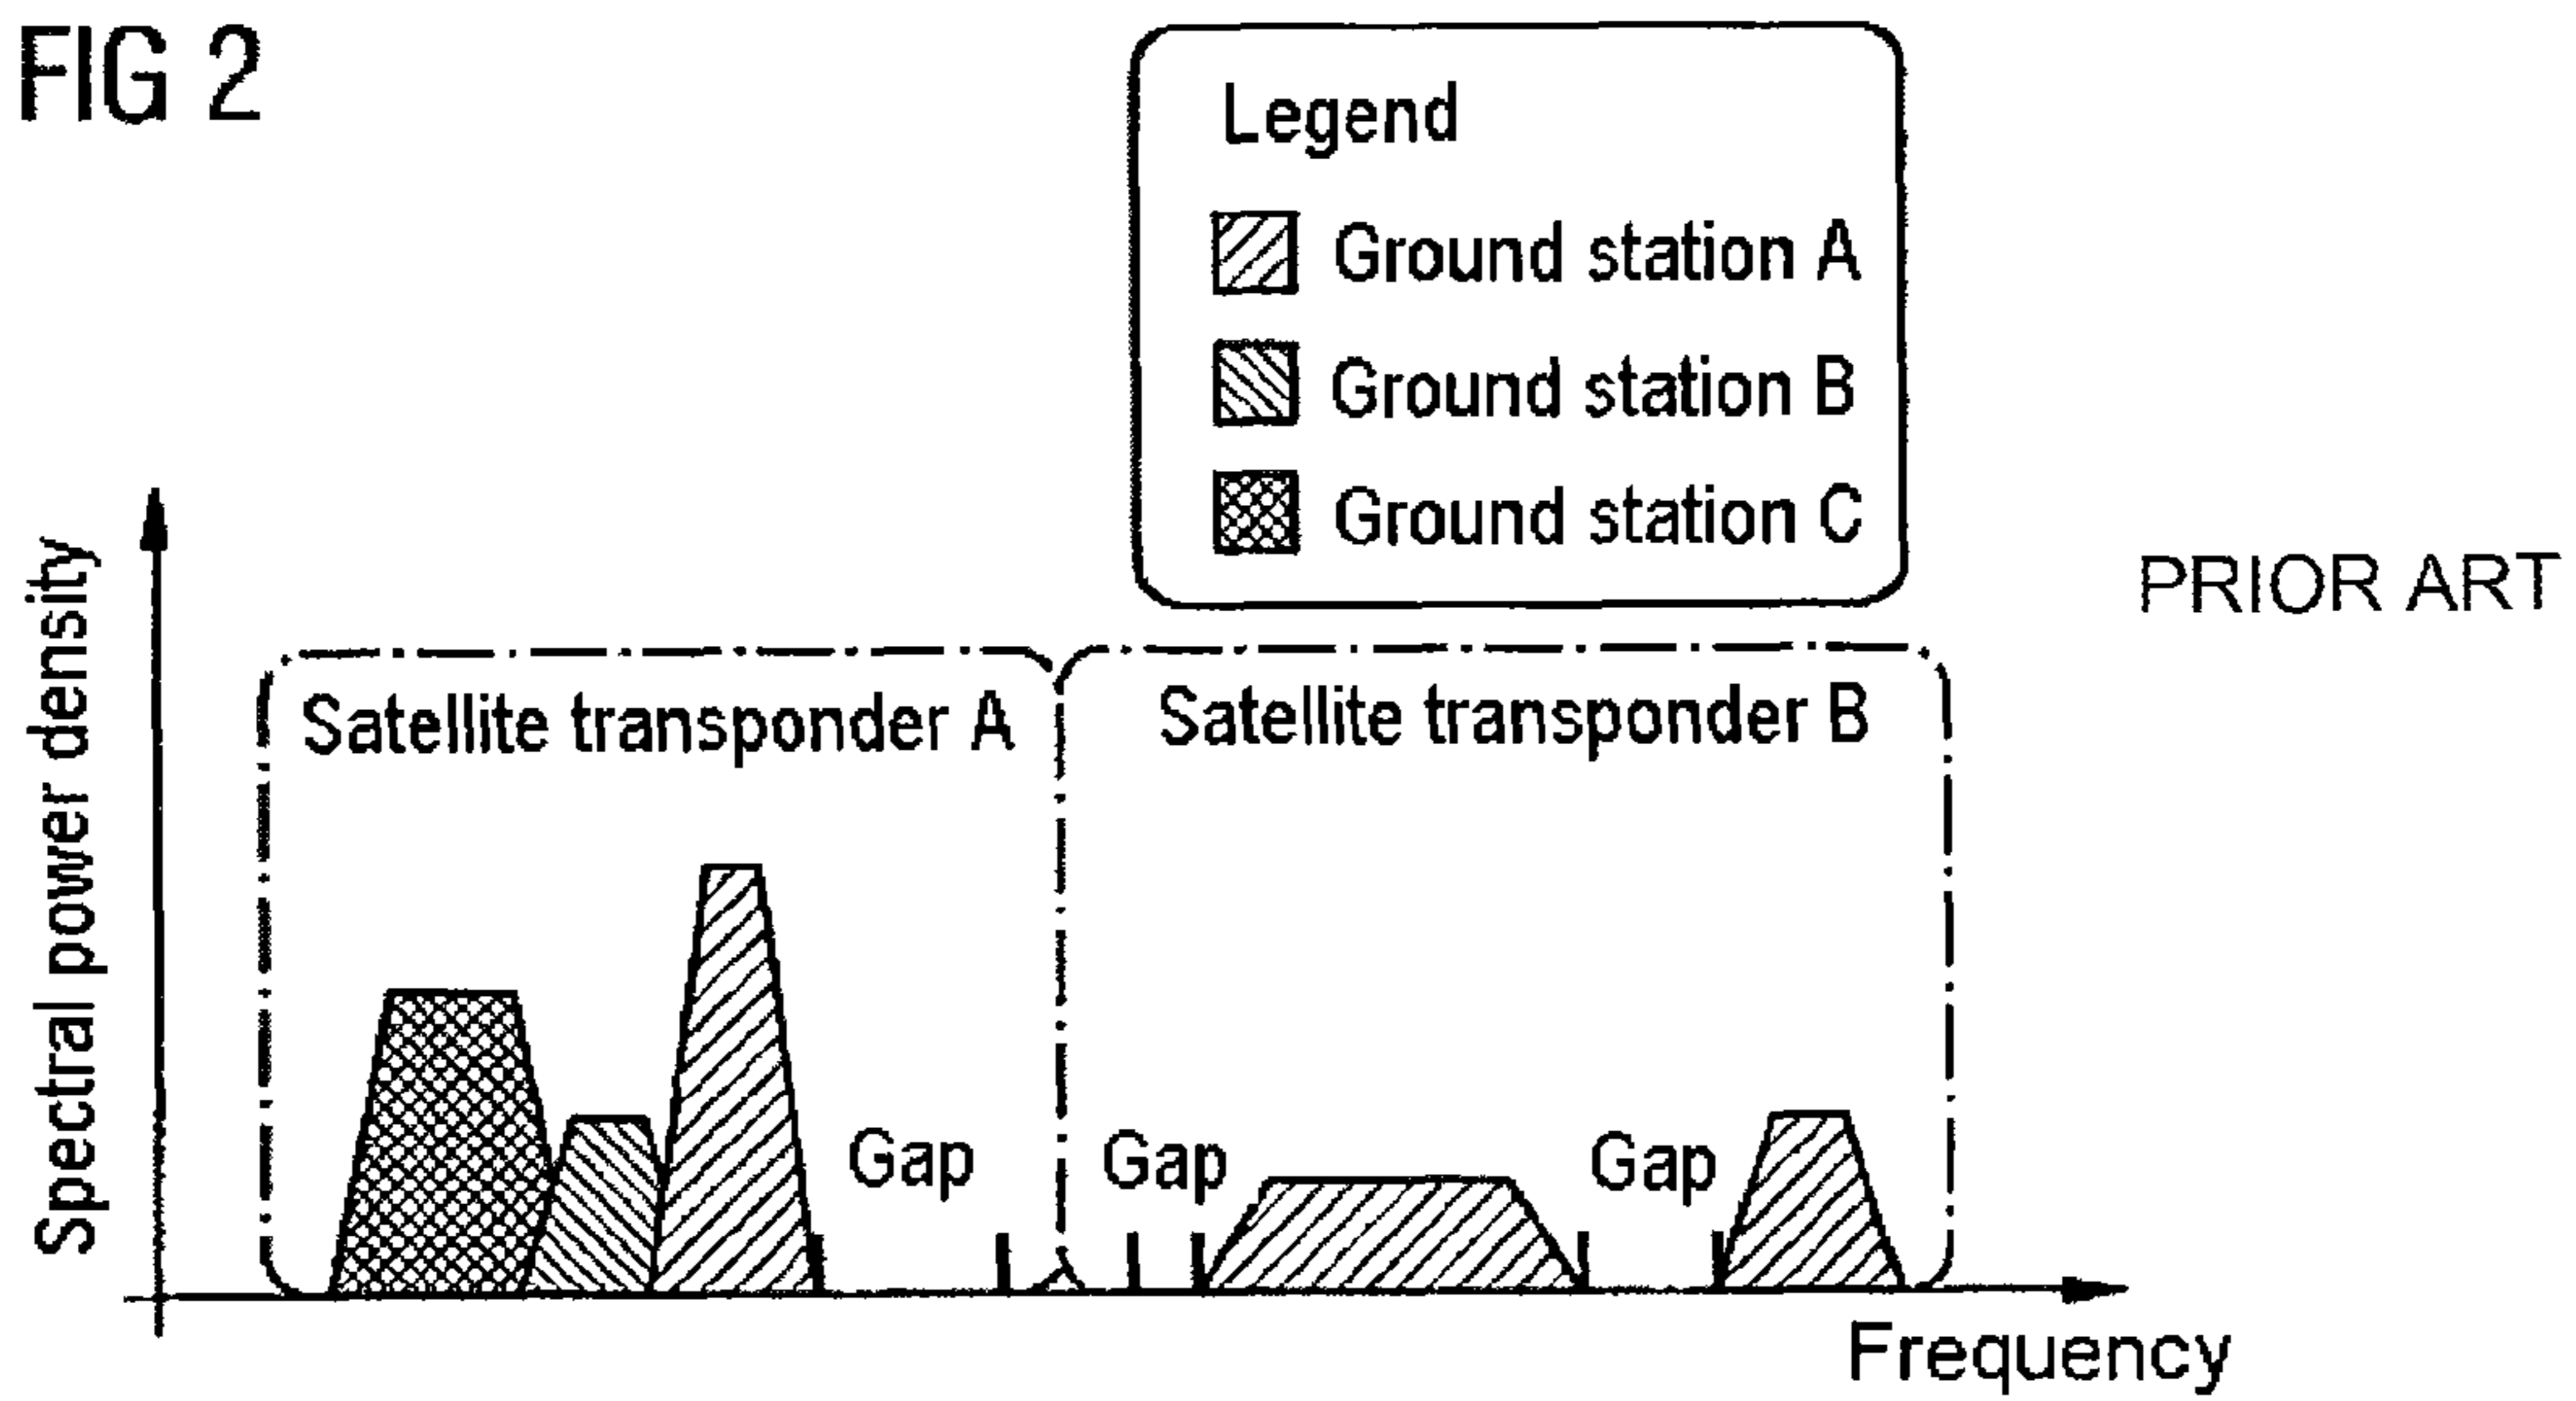 FIG 2
Legend
Ground station A
Ground station B
Ground station C
PRIOR ART
Spectral power density
Satellite transponder A
Satellite transponder B
Gap
Gap
Gap
Frequency